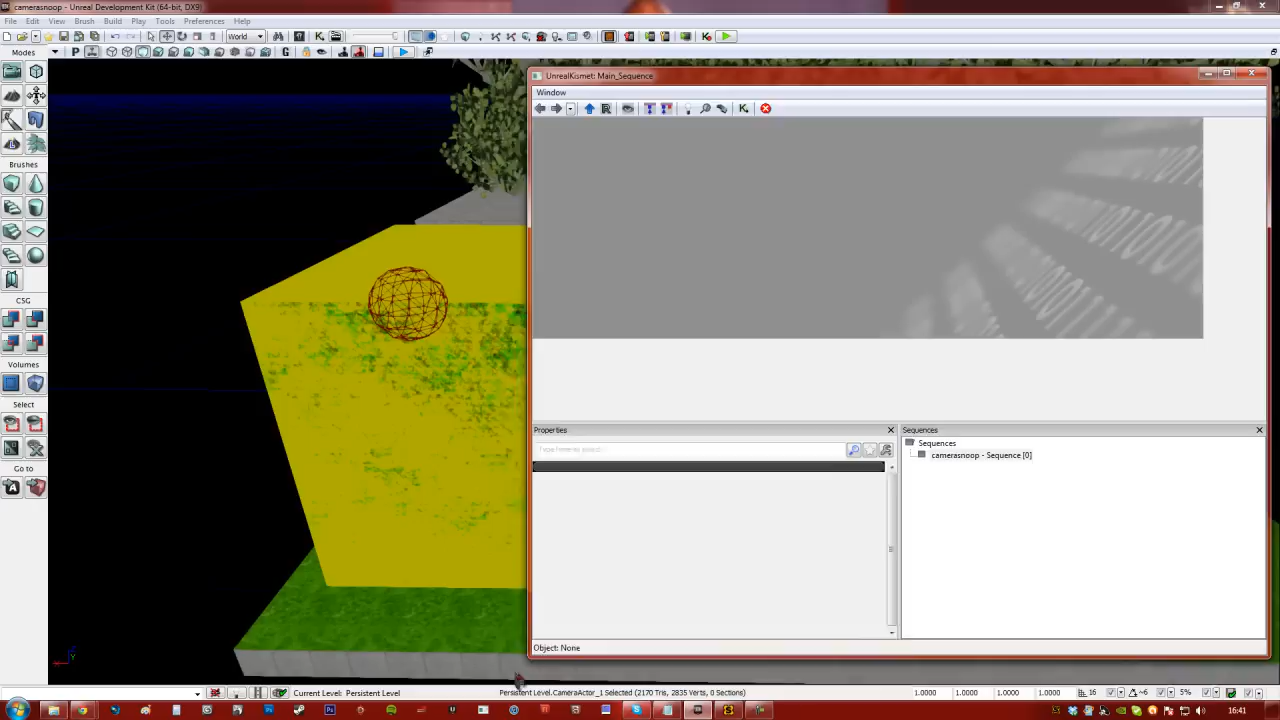 camerasnoop - Unreal Development Kit (64-bit, DX9)
File Edit View Brush Build Play Tools Preferences Help
World
Modes
P
G
Brushes
CSG
Volumes
Select
Go to
UnrealKismet: Main_Sequence
Window
Properties
Sequences
Sequences
camerasnoop - Sequence [0]
Object: None
Current Level: Persistent Level
Persistent Level.CameraActor_1 Selected (2170 Tris, 2835 Verts, 0 Sections)
1.0000 1.0000 1.0000 1.0000 16 6 5%
16:41